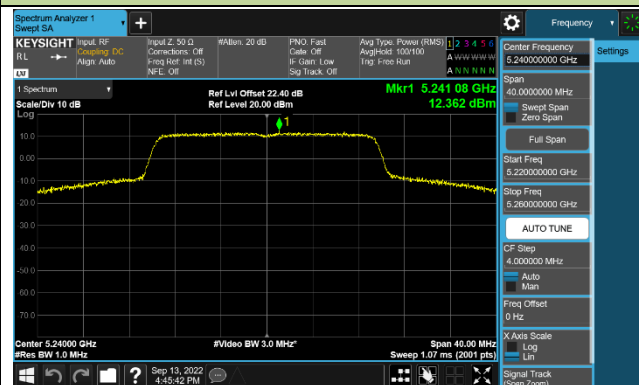 Spectrum Analyzer 1
Swept SA
Frequency
KEYSIGHT
RL
LXI
Input: RF
Coupling: DC
Align: Auto
Input Z: 50 Ω
Corrections: Off
Freq Ref: Int (S)
NFE: Off
#Atten: 20 dB
PNO: Fast
Gate: Off
IF Gain: Low
Sig Track: Off
Avg Type: Power (RMS)
Avg|Hold: 100/100
Trig: Free Run
1 2 3 4 5 6
A W W W W W
A N N N N N
Center Frequency
5.240000000 GHz
Settings
1 Spectrum
Scale/Div 10 dB
Log
Ref Lvl Offset 22.40 dB
Ref Level 20.00 dBm
Mkr1 5.241 08 GHz
12.362 dBm
Span
40.0000000 MHz
Swept Span
Zero Span
Full Span
Start Freq
5.220000000 GHz
Stop Freq
5.260000000 GHz
AUTO TUNE
CF Step
4.000000 MHz
Auto
Man
Freq Offset
0 Hz
X Axis Scale
Log
Lin
Signal Track
(Span Zoom)
1
10.0
0.00
-10.0
-20.0
-30.0
-40.0
-50.0
-60.0
-70.0
Center 5.24000 GHz
#Res BW 1.0 MHz
#Video BW 3.0 MHz*
Span 40.00 MHz
Sweep 1.07 ms (2001 pts)
?
Sep 13, 2022
4:45:42 PM